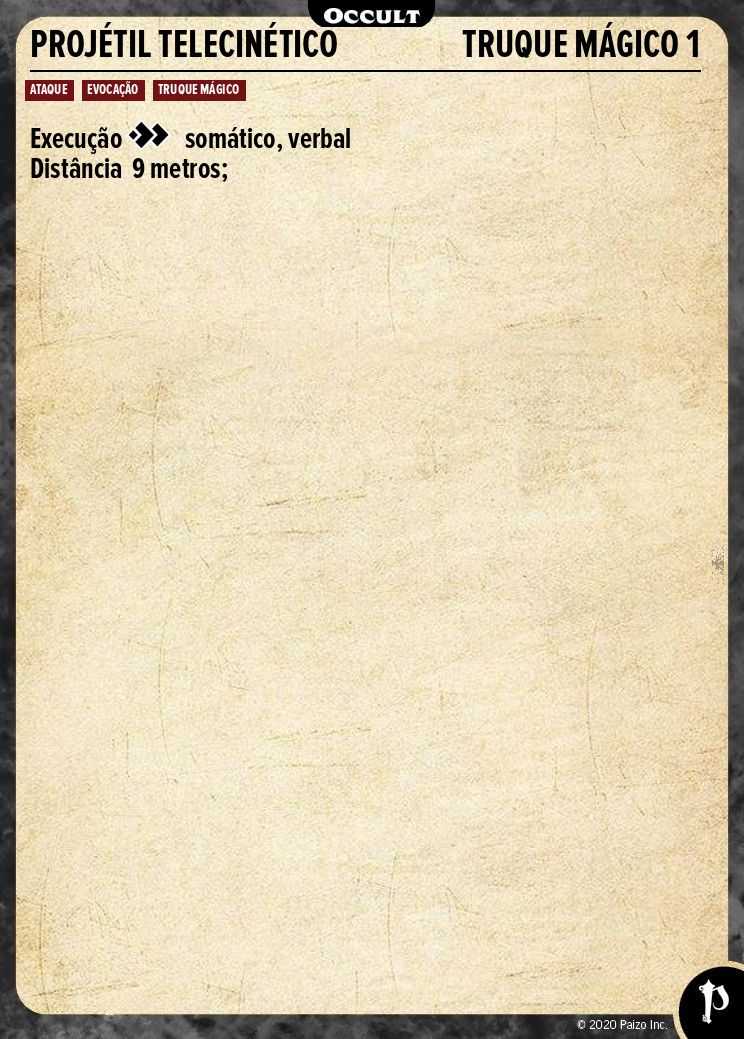 OCCULT
PROJÉTIL TELECINÉTICO TRUQUE MÁGICO 1
ATAQUE EVOCAÇÃO TRUQUE MÁGICO
Execução somático, verbal
Distância 9 metros;
© 2020 Paizo Inc.